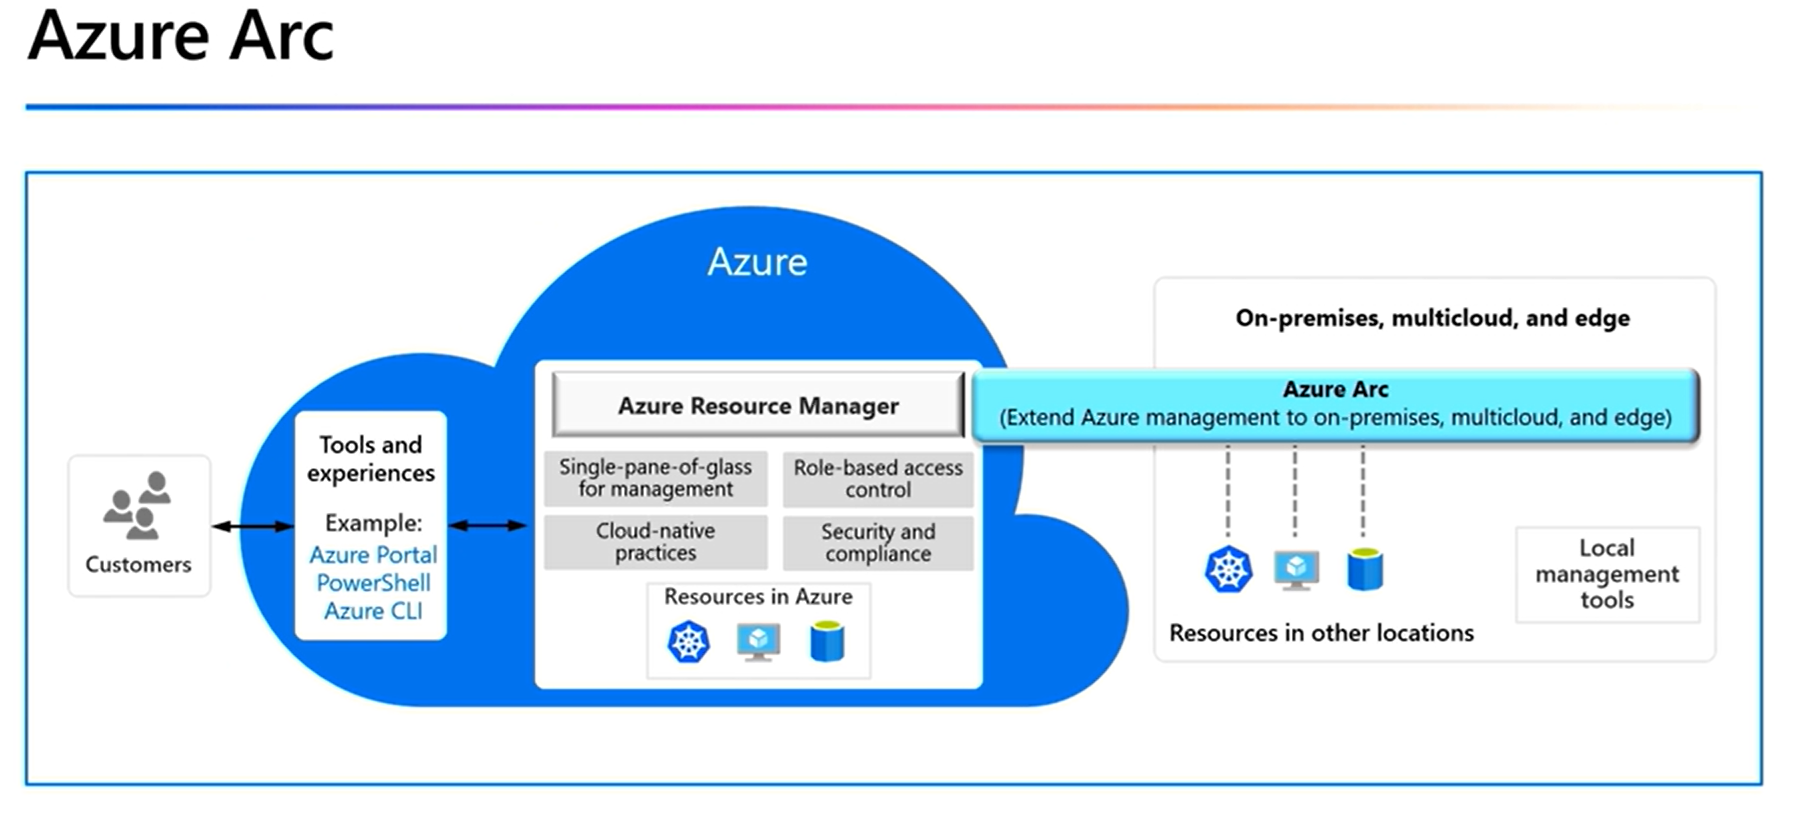 Azure Arc
Azure
On-premises, multicloud, and edge
Azure Resource Manager
Azure Arc
(Extend Azure management to on-premises, multicloud, and edge)
Customers
Tools and
experiences
Example:
Azure Portal
PowerShell
Azure CLI
Single-pane-of-glass
for management
Role-based access
control
Cloud-native
practices
Security and
compliance
Resources in Azure
Resources in other locations
Local
management
tools